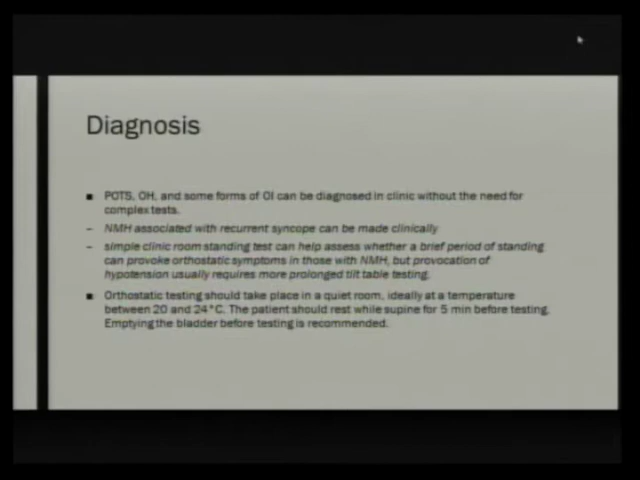 Diagnosis
■ POTS, OH, and some forms of OI can be diagnosed in clinic without the need for
complex tests.
– NMH associated with recurrent syncope can be made clinically
– simple clinic room standing test can help assess whether a brief period of standing
can provoke orthostatic symptoms in those with NMH, but provocation of
hypotension usually requires more prolonged tilt table testing.
■ Orthostatic testing should take place in a quiet room, ideally at a temperature
between 20 and 24°C. The patient should rest while supine for 5 min before testing.
Emptying the bladder before testing is recommended.